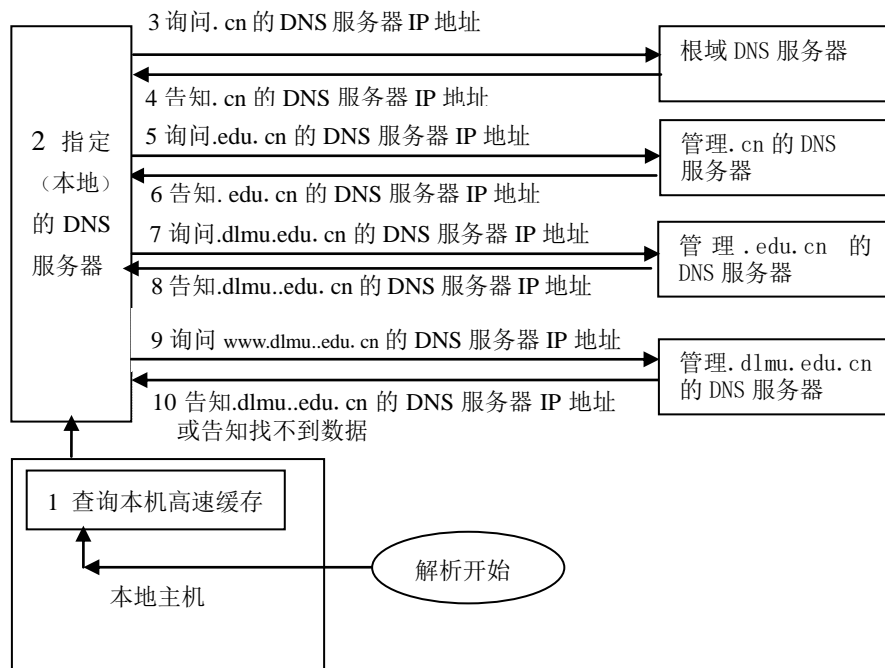 3 询问. cn 的 DNS 服务器 IP 地址
根域 DNS 服务器
4 告知. cn 的 DNS 服务器 IP 地址
2 指定
（本地）
的 DNS
服务器
5 询问.edu. cn 的 DNS 服务器 IP 地址
管理.cn 的 DNS
服务器
6 告知. edu. cn 的 DNS 服务器 IP 地址
7 询问.dlmu.edu. cn 的 DNS 服务器 IP 地址
管 理 .edu.cn 的
DNS 服务器
8 告知.dlmu..edu. cn 的 DNS 服务器 IP 地址
9 询问 www.dlmu..edu. cn 的 DNS 服务器 IP 地址
管理.dlmu.edu.cn
的 DNS 服务器
10 告知.dlmu..edu. cn 的 DNS 服务器 IP 地址
或告知找不到数据
1 查询本机高速缓存
解析开始
本地主机